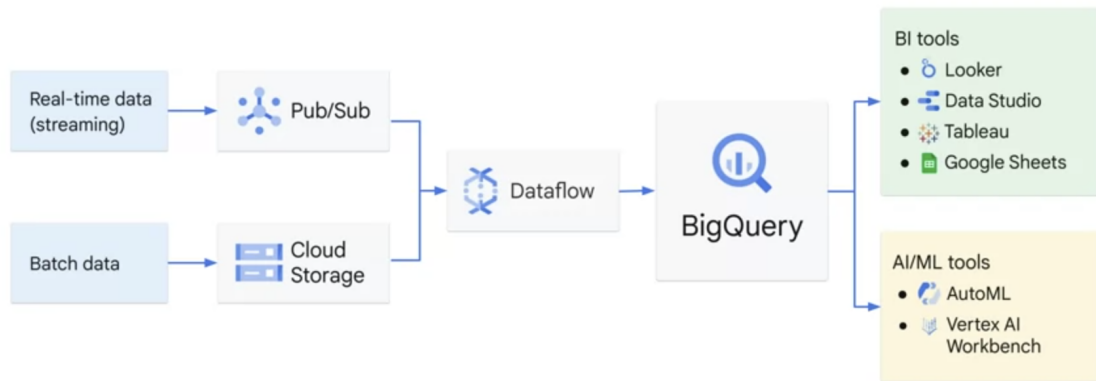 Real-time data
(streaming)
Pub/Sub
Batch data
Cloud
Storage
Dataflow
BigQuery
BI tools
Looker
Data Studio
Tableau
Google Sheets
AI/ML tools
AutoML
Vertex AI
Workbench